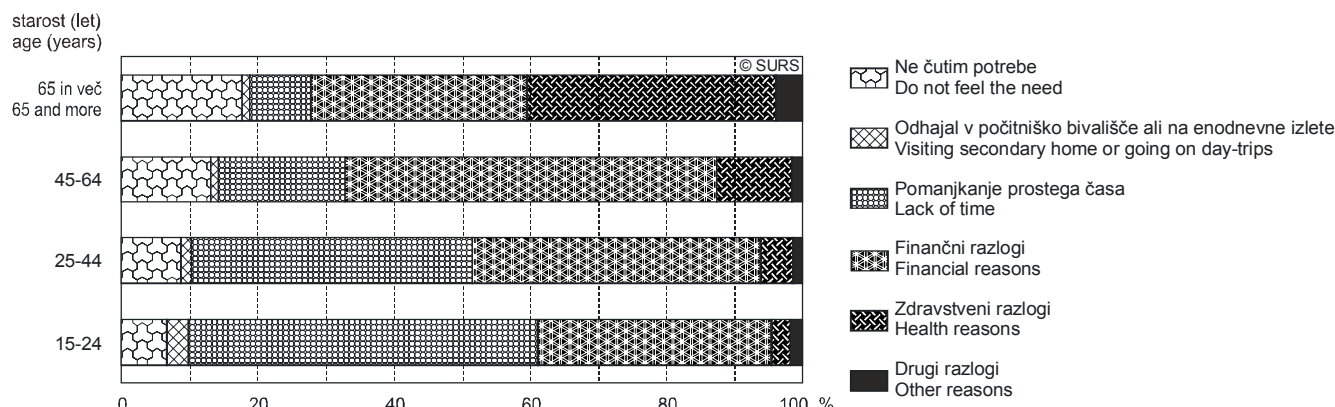 starost (let)
age (years)
© SURS
65 in več
65 and more
45-64
25-44
15-24
0 20 40 60 80 100 %
Ne čutim potrebe
Do not feel the need
Odhajal v počitniško bivališče ali na enodnevne izlete
Visiting secondary home or going on day-trips
Pomanjkanje prostega časa
Lack of time
Finančni razlogi
Financial reasons
Zdravstveni razlogi
Health reasons
Drugi razlogi
Other reasons